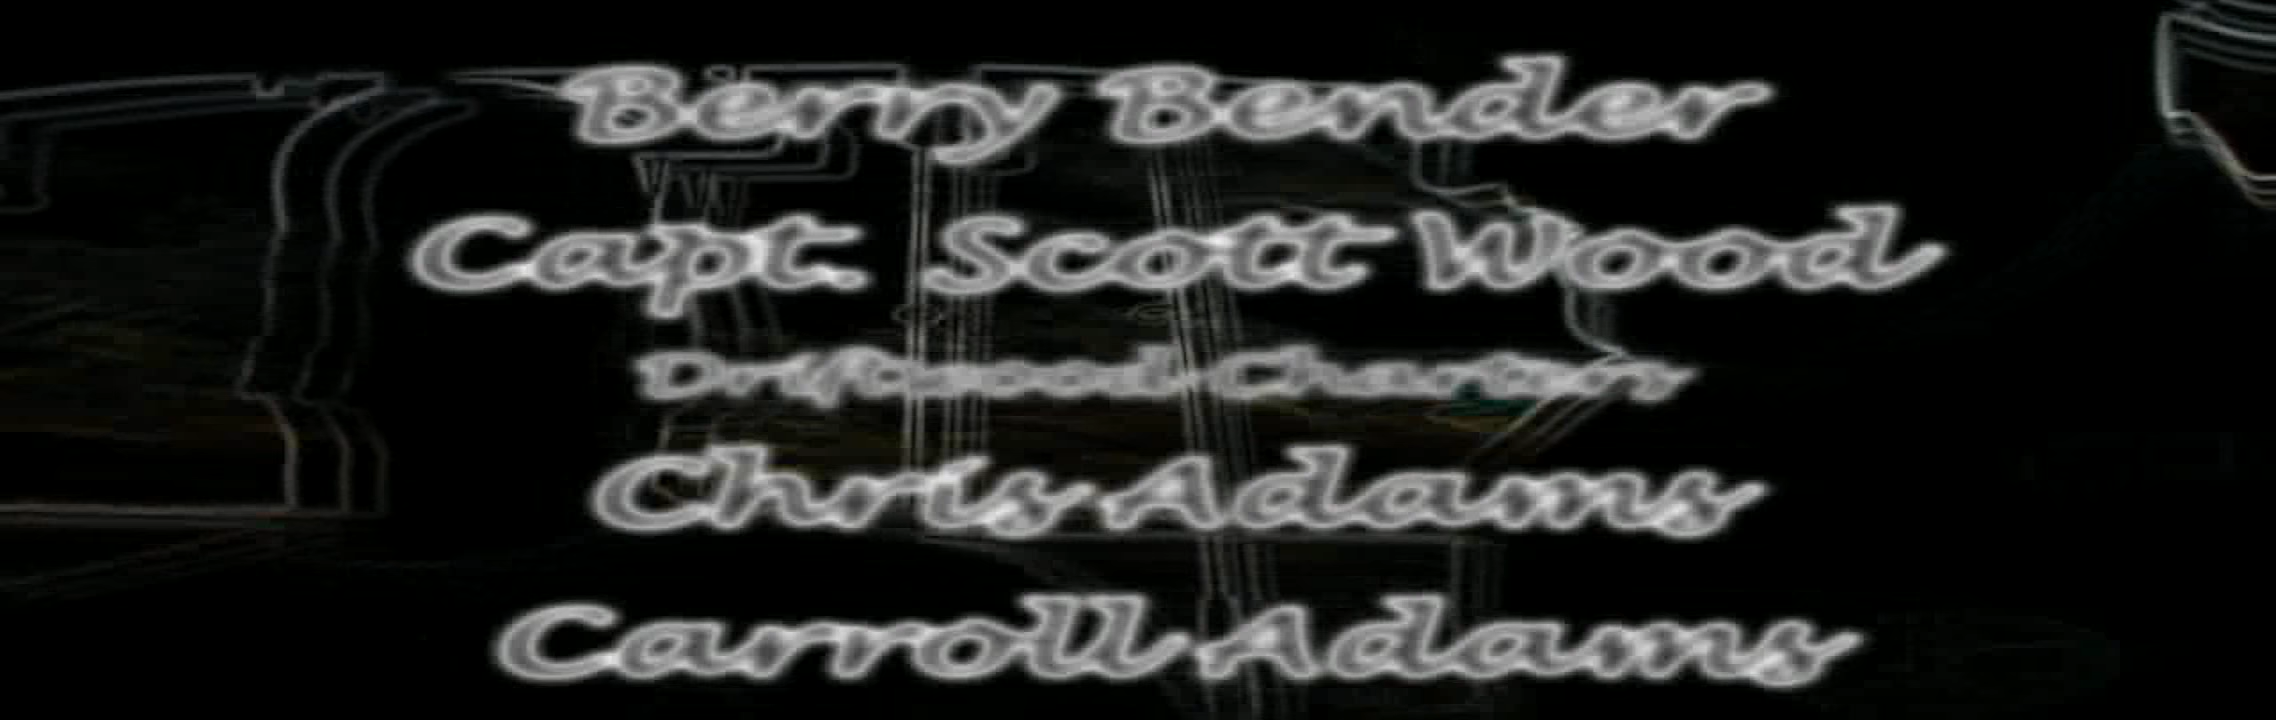 Berry Bender
Capt. Scott Wood
Driftwood Charters
Chris Adams
Carroll Adams